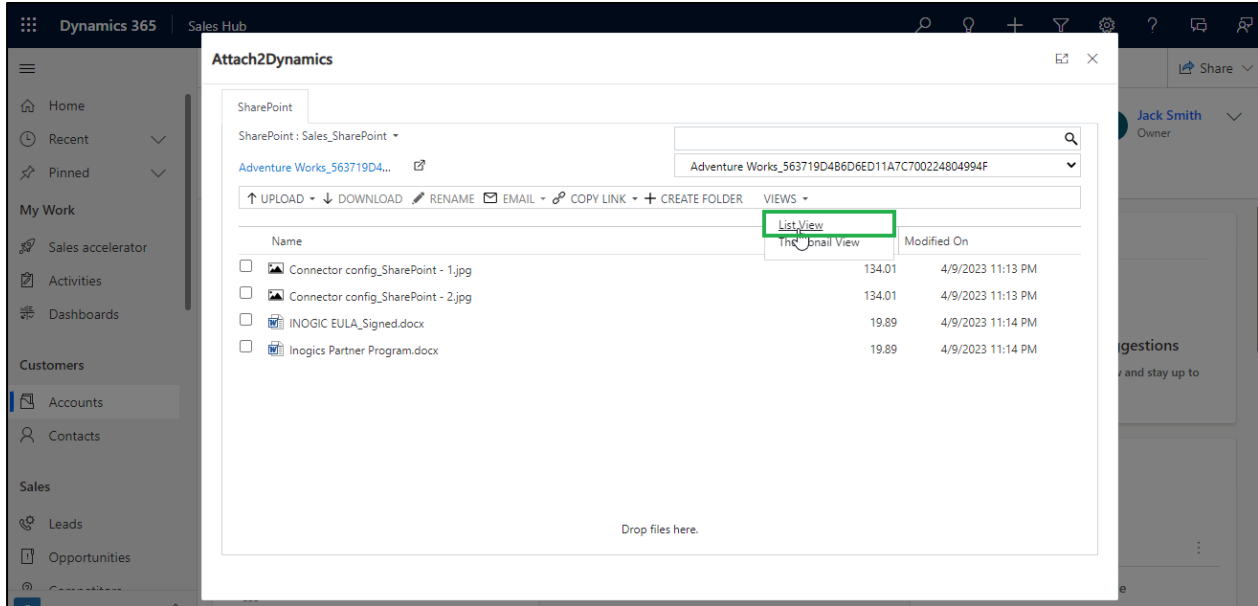 Dynamics 365 Sales Hub
Attach2Dynamics
Share
SharePoint
Home
Recent
Pinned
My Work
Sales accelerator
Activities
Dashboards
Customers
Accounts
Contacts
Sales
Leads
Opportunities
SharePoint : Sales_SharePoint
Adventure Works_563719D4...
Adventure Works_563719D4B6D6ED11A7C700224804994F
UPLOAD DOWNLOAD RENAME EMAIL COPY LINK CREATE FOLDER VIEWS
List View
View
Name Modified On
Connector config_SharePoint - 1.jpg 134.01 4/9/2023 11:13 PM
Connector config_SharePoint - 2.jpg 134.01 4/9/2023 11:13 PM
INOGIC EULA_Signed.docx 19.89 4/9/2023 11:14 PM
Inogics Partner Program.docx 19.89 4/9/2023 11:14 PM
Drop files here.
Jack Smith
Owner
ggestions
and stay up to